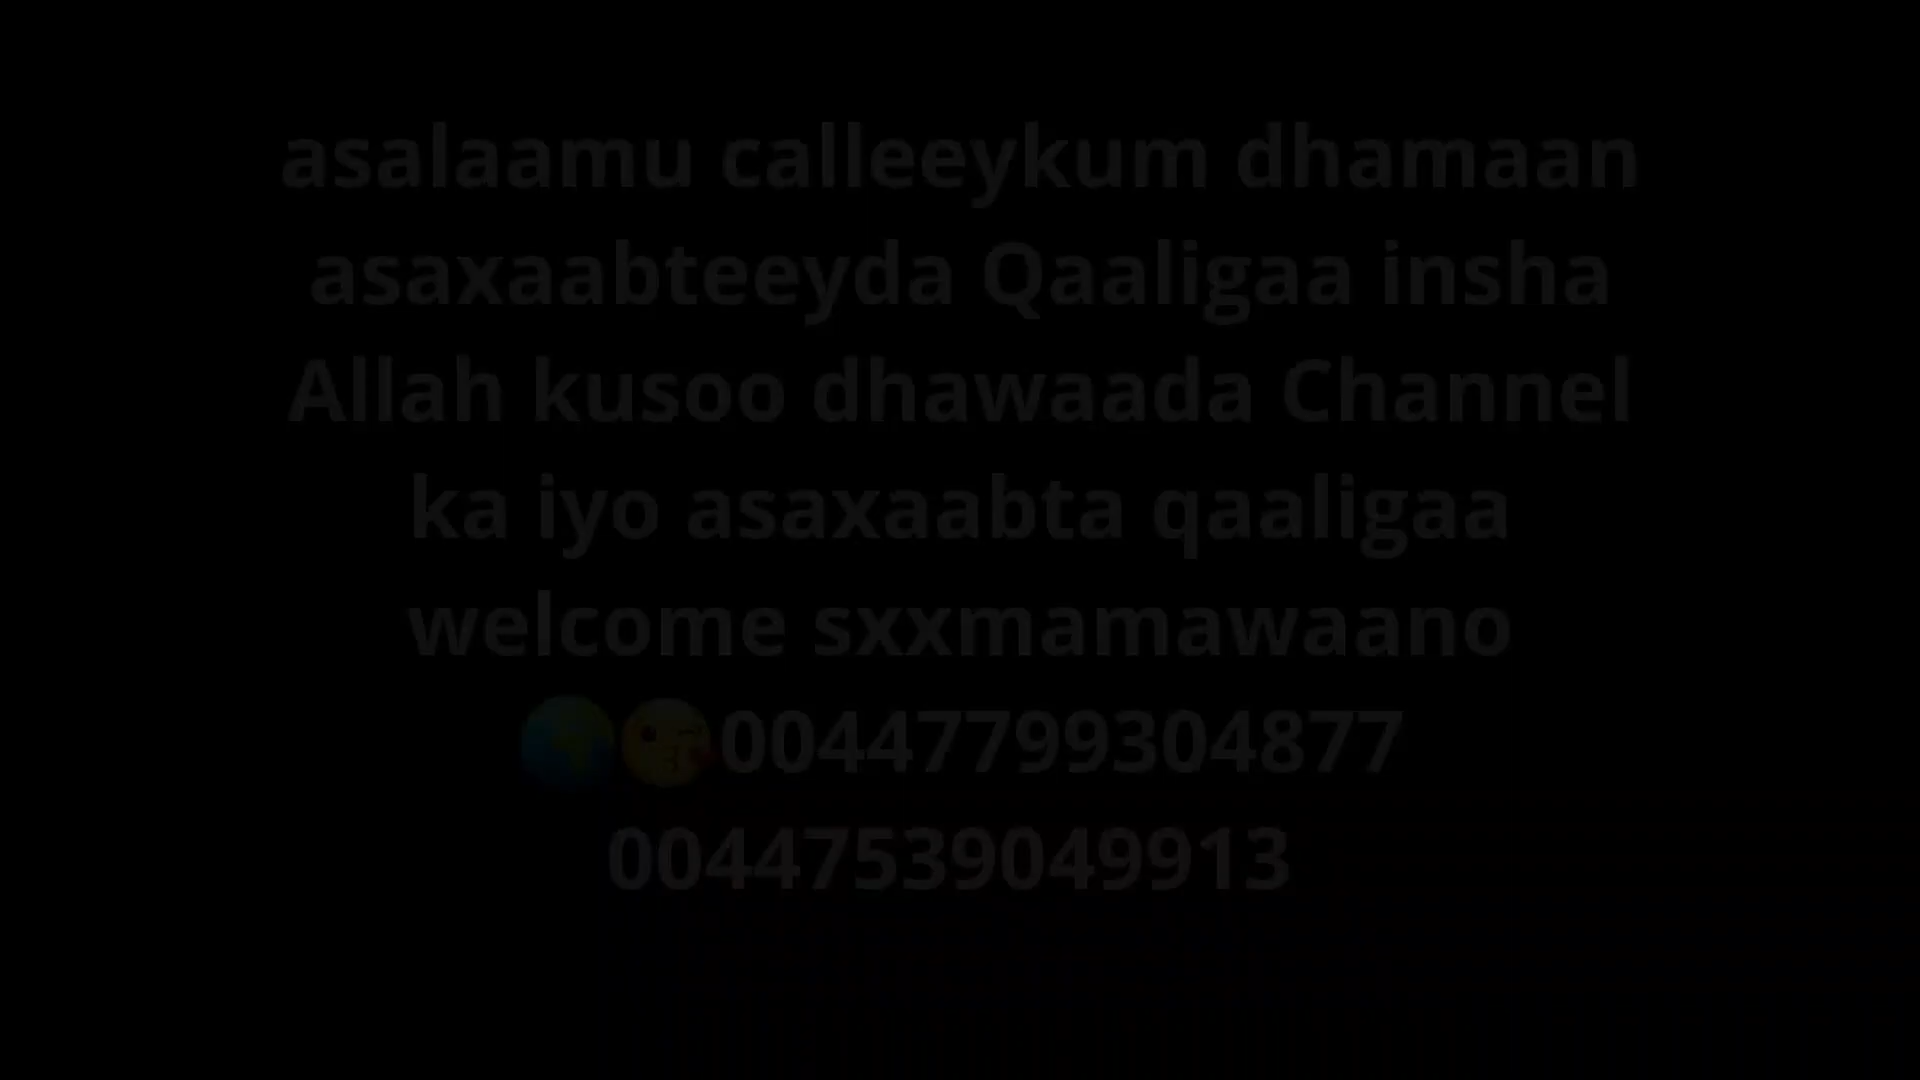 asalaamu calleeykum dhamaan
asaxaabteeyda Qaaligaa insha
Allah kusoo dhawaada Channel
ka iyo asaxaabta qaaligaa
welcome sxxmamawaano
🌍😘00447799304877
00447539049913